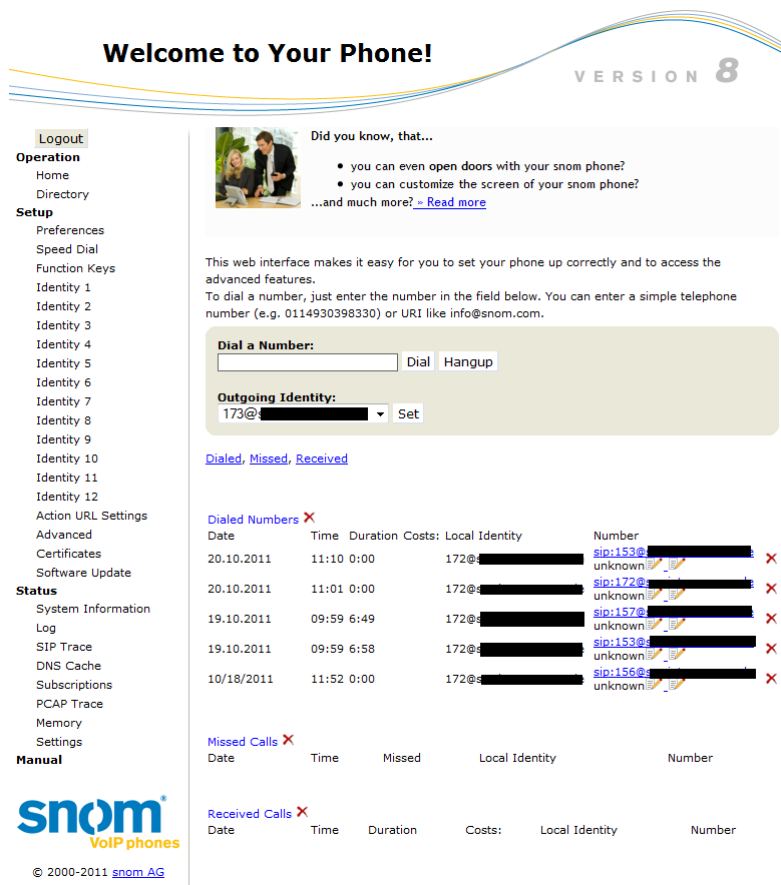 Welcome to Your Phone!
VERSION 8
Logout
Operation
Home
Directory
Setup
Preferences
Speed Dial
Function Keys
Identity 1
Identity 2
Identity 3
Identity 4
Identity 5
Identity 6
Identity 7
Identity 8
Identity 9
Identity 10
Identity 11
Identity 12
Action URL Settings
Advanced
Certificates
Software Update
Status
System Information
Log
SIP Trace
DNS Cache
Subscriptions
PCAP Trace
Memory
Settings
Manual
snom
VoIP phones
© 2000-2011 snom AG
Did you know, that...
• you can even open doors with your snom phone?
• you can customize the screen of your snom phone?
...and much more? » Read more
This web interface makes it easy for you to set your phone up correctly and to access the
advanced features.
To dial a number, just enter the number in the field below. You can enter a simple telephone
number (e.g. 0114930398330) or URI like info@snom.com.
Dial a Number:
Dial Hangup
Outgoing Identity:
173@ Set
Dialed, Missed, Received
Dialed Numbers
Date Time Duration Costs: Local Identity Number
20.10.2011 11:10 0:00 172@ sip:153@
unknown
20.10.2011 11:01 0:00 172@ sip:172@
unknown
19.10.2011 09:59 6:49 172@ sip:157@
unknown
19.10.2011 09:59 6:58 172@ sip:153@
unknown
10/18/2011 11:52 0:00 172@ sip:156@
unknown
Missed Calls
Date Time Missed Local Identity Number
Received Calls
Date Time Duration Costs: Local Identity Number